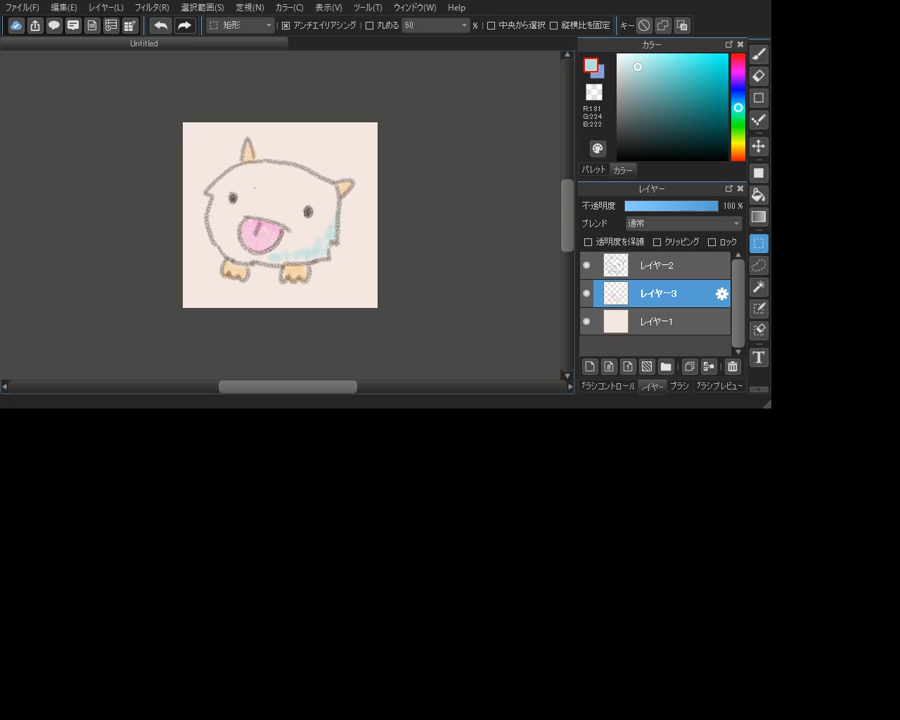 ファイル(F) 編集(E) レイヤー(L) フィルタ(R) 選択範囲(S) 定規(N) カラー(C) 表示(V) ツール(T) ウィンドウ(W) Help
矩形 アンチエイリアシング 丸める 60 % 中央から選択 縦横比を固定 キー
Untitled
カラー
R:181
G:224
B:222
パレット カラー
レイヤー
不透明度 100 %
ブレンド 通常
透明度を保護 クリッピング ロック
レイヤー2
レイヤー3
レイヤー1
ブラシコントロール レイヤー ブラシ ブラシプレビュー
T